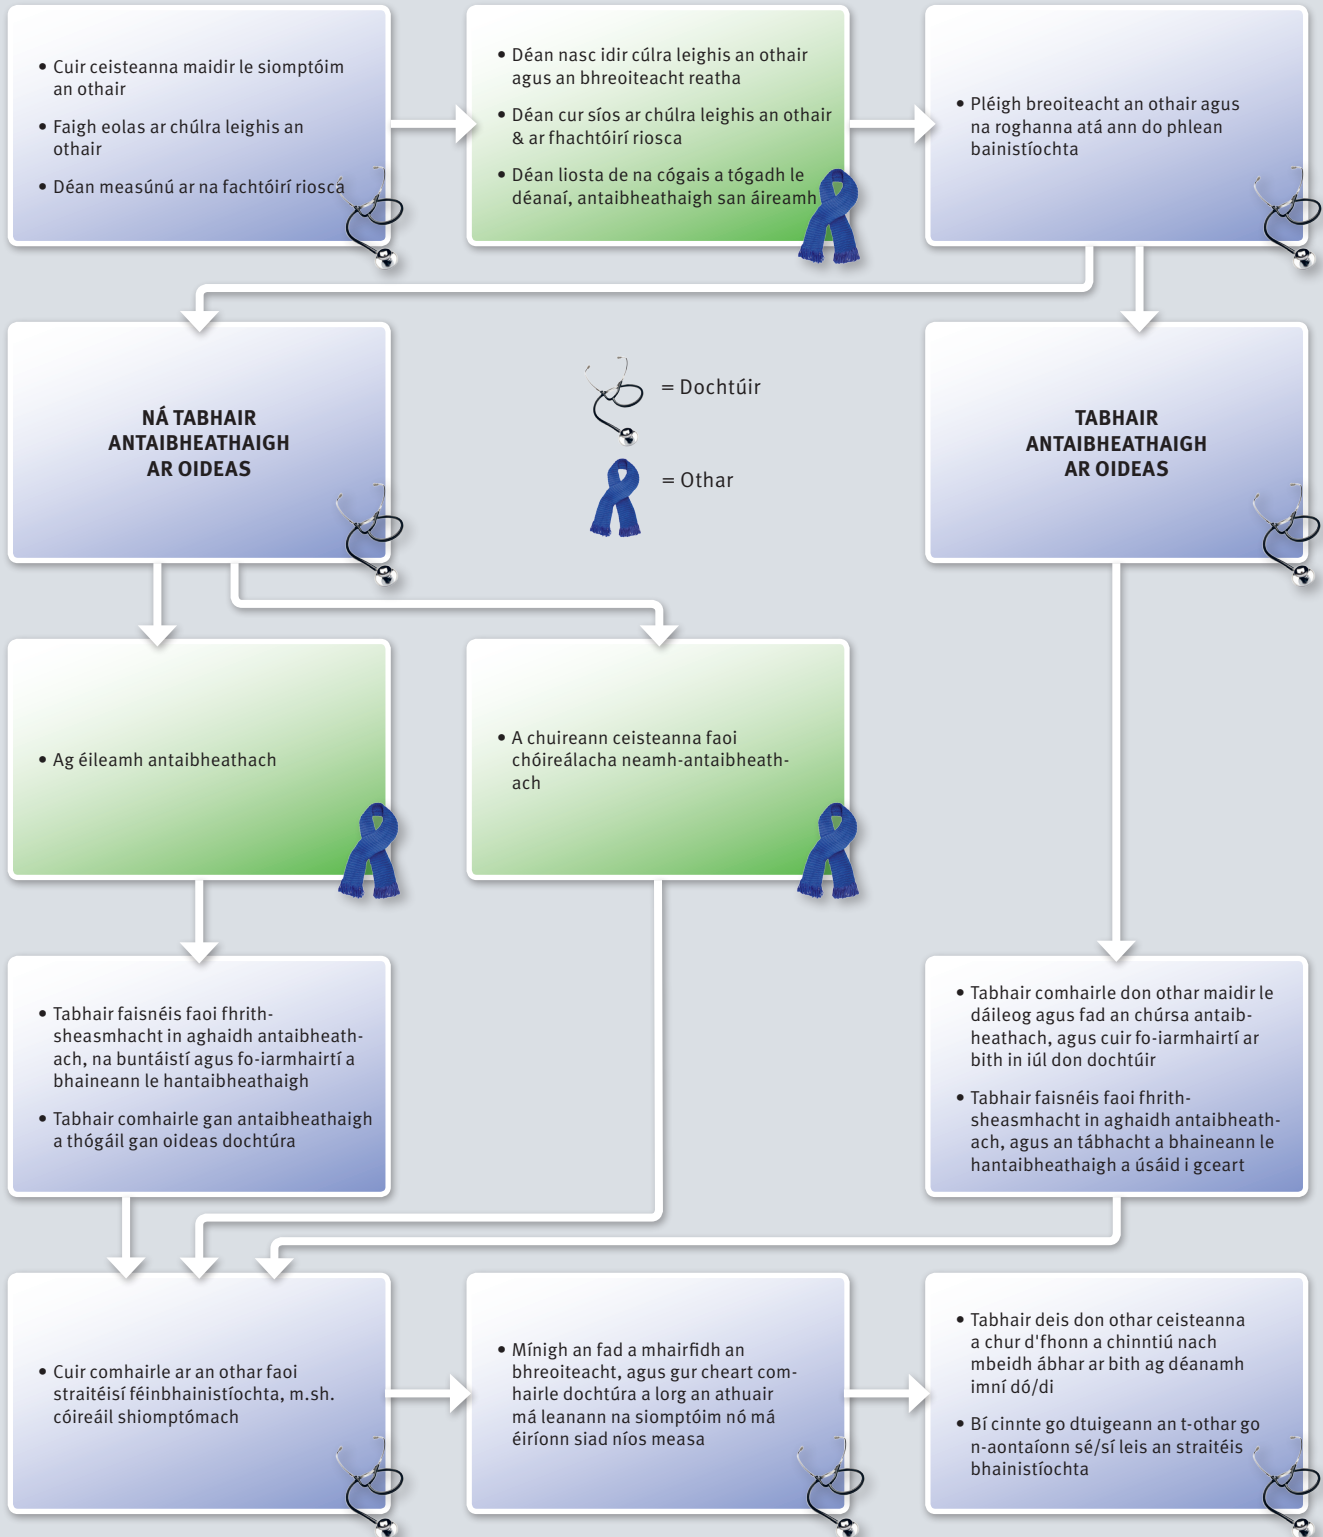 • Cuir ceisteanna maidir le siomptóim
an othair
• Faigh eolas ar chúlra leighis an
othair
• Déan measúnú ar na fachtóirí riosca
• Déan nasc idir cúlra leighis an othair
agus an bhreoiteacht reatha
• Déan cur síos ar chúlra leighis an othair
& ar fhachtóirí riosca
• Déan liosta de na cógais a tógadh le
déanaí, antaibheathaigh san áireamh
• Pléigh breoiteacht an othair agus
na roghanna atá ann do phlean
bainistíochta
NÁ TABHAIR
ANTAIBHEATHAIGH
AR OIDEAS
= Dochtúir
= Othar
TABHAIR
ANTAIBHEATHAIGH
AR OIDEAS
• Ag éileamh antaibheathach
• A chuireann ceisteanna faoi
chóireálacha neamh-antaibheath-
ach
• Tabhair faisnéis faoi fhrith-
sheasmhacht in aghaidh antaibheath-
ach, na buntáistí agus fo-iarmhairtí a
bhaineann le hantaibheathaigh
• Tabhair comhairle gan antaibheathaigh
a thógáil gan oideas dochtúra
• Tabhair comhairle don othar maidir le
dáileog agus fad an chúrsa antaib-
heathach, agus cuir fo-iarmhairtí ar
bith in iúl don dochtúir
• Tabhair faisnéis faoi fhrith-
sheasmhacht in aghaidh antaibheath-
ach, agus an tábhacht a bhaineann le
hantaibheathaigh a úsáid i gceart
• Cuir comhairle ar an othar faoi
straitéisí féinbhainistíochta, m.sh.
cóireáil shiomptómach
• Mínigh an fad a mhairfidh an
bhreoiteacht, agus gur cheart com-
hairle dochtúra a lorg an athuair
má leanann na siomptóim nó má
éiríonn siad níos measa
• Tabhair deis don othar ceisteanna
a chur d'fhonn a chinntiú nach
mbeidh ábhar ar bith ag déanamh
imní dó/di
• Bí cinnte go dtuigeann an t-othar go
n-aontaíonn sé/sí leis an straitéis
bhainistíochta